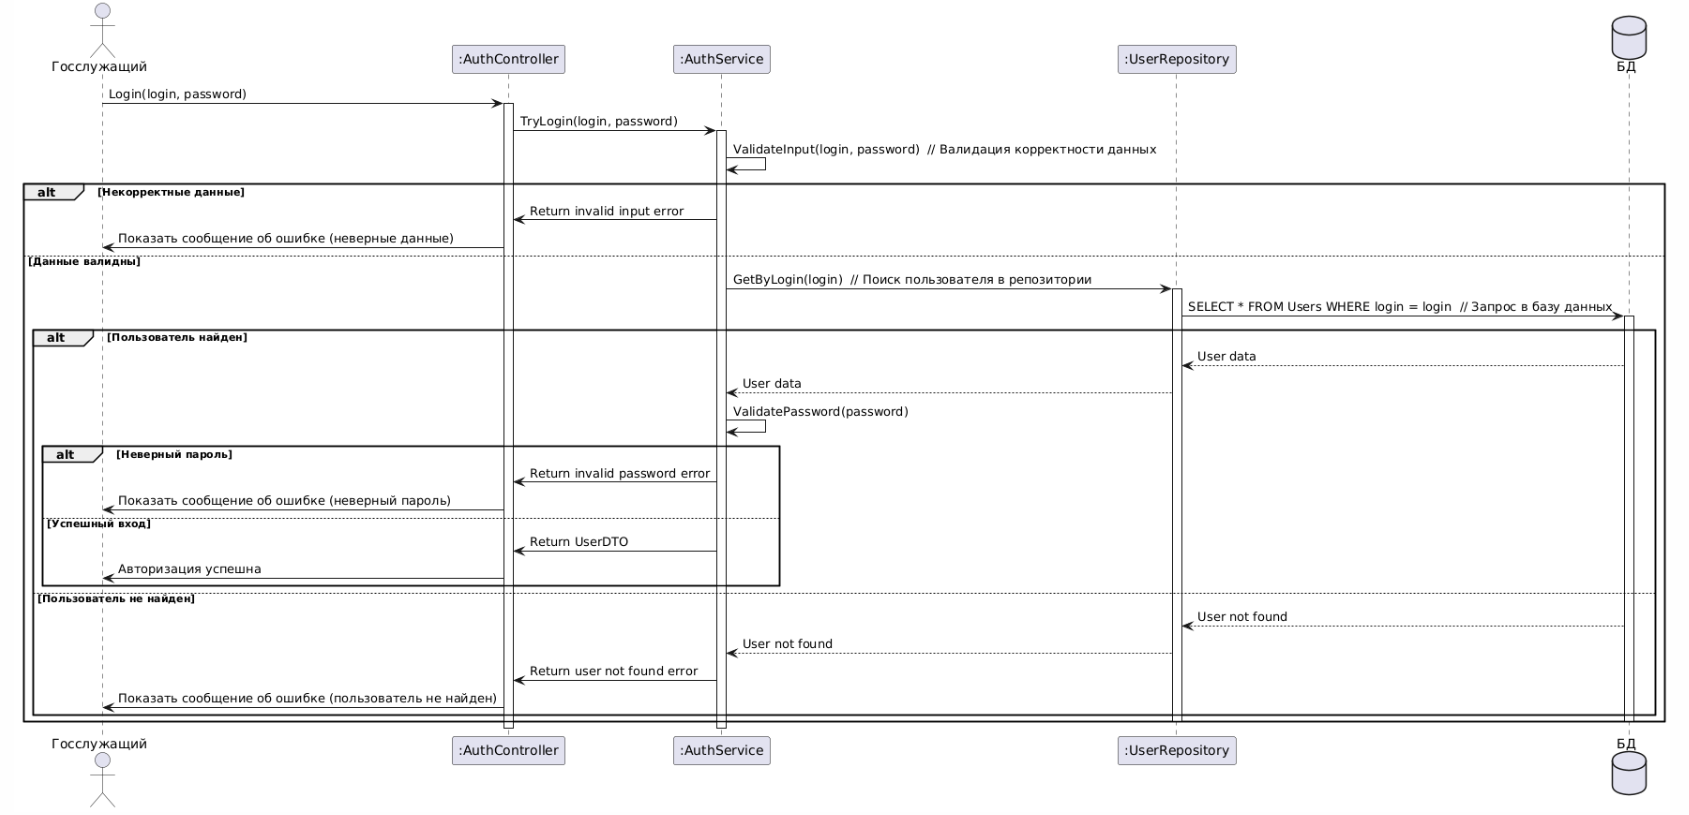 Госслужащий
:AuthController
:AuthService
:UserRepository
БД
Login(login, password)
TryLogin(login, password)
ValidateInput(login, password)  // Валидация корректности данных
alt [Некорректные данные]
Return invalid input error
Показать сообщение об ошибке (неверные данные)
[Данные валидны]
GetByLogin(login)  // Поиск пользователя в репозитории
SELECT * FROM Users WHERE login = login  // Запрос в базу данных
alt [Пользователь найден]
User data
User data
ValidatePassword(password)
alt [Неверный пароль]
Return invalid password error
Показать сообщение об ошибке (неверный пароль)
[Успешный вход]
Return UserDTO
Авторизация успешна
[Пользователь не найден]
User not found
User not found
Return user not found error
Показать сообщение об ошибке (пользователь не найден)
Госслужащий
:AuthController
:AuthService
:UserRepository
БД